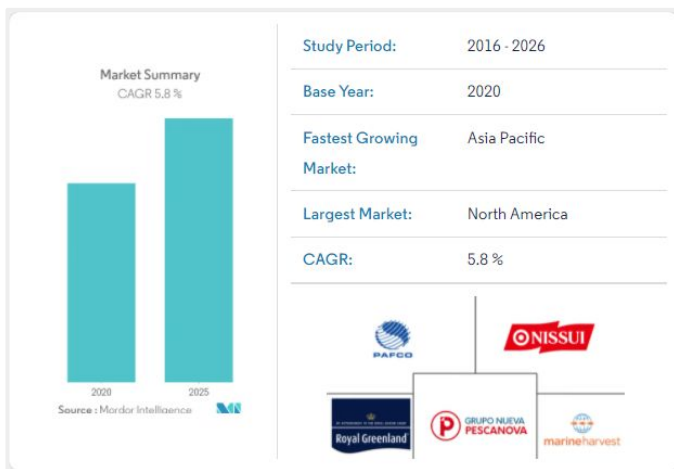 Market Summary
CAGR 5.8 %
2020
2025
Source : Mordor Intelligence
Study Period: 2016 - 2026
Base Year: 2020
Fastest Growing Asia Pacific
Market:
Largest Market: North America
CAGR: 5.8 %
PAFCO
NISSUI
Royal Greenland
GRUPO NUEVA
PESCANOVA
marineharvest